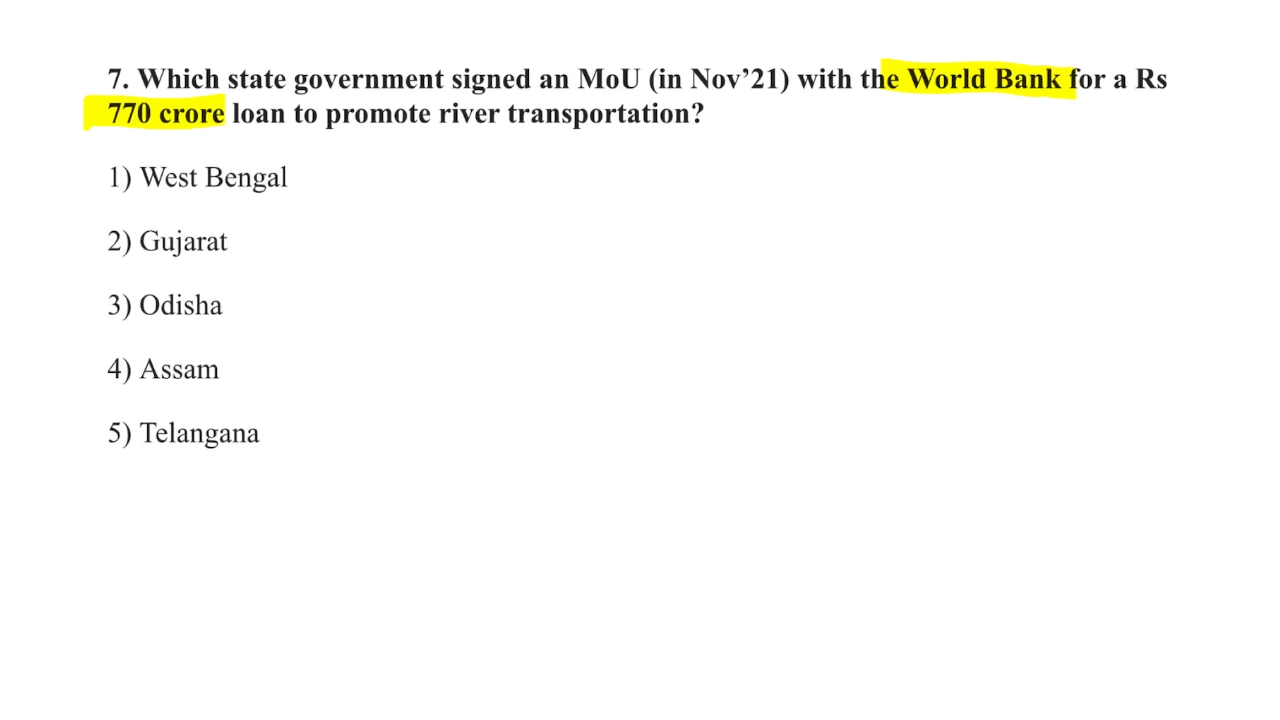 7. Which state government signed an MoU (in Nov’21) with the World Bank for a Rs
770 crore loan to promote river transportation?
1) West Bengal
2) Gujarat
3) Odisha
4) Assam
5) Telangana